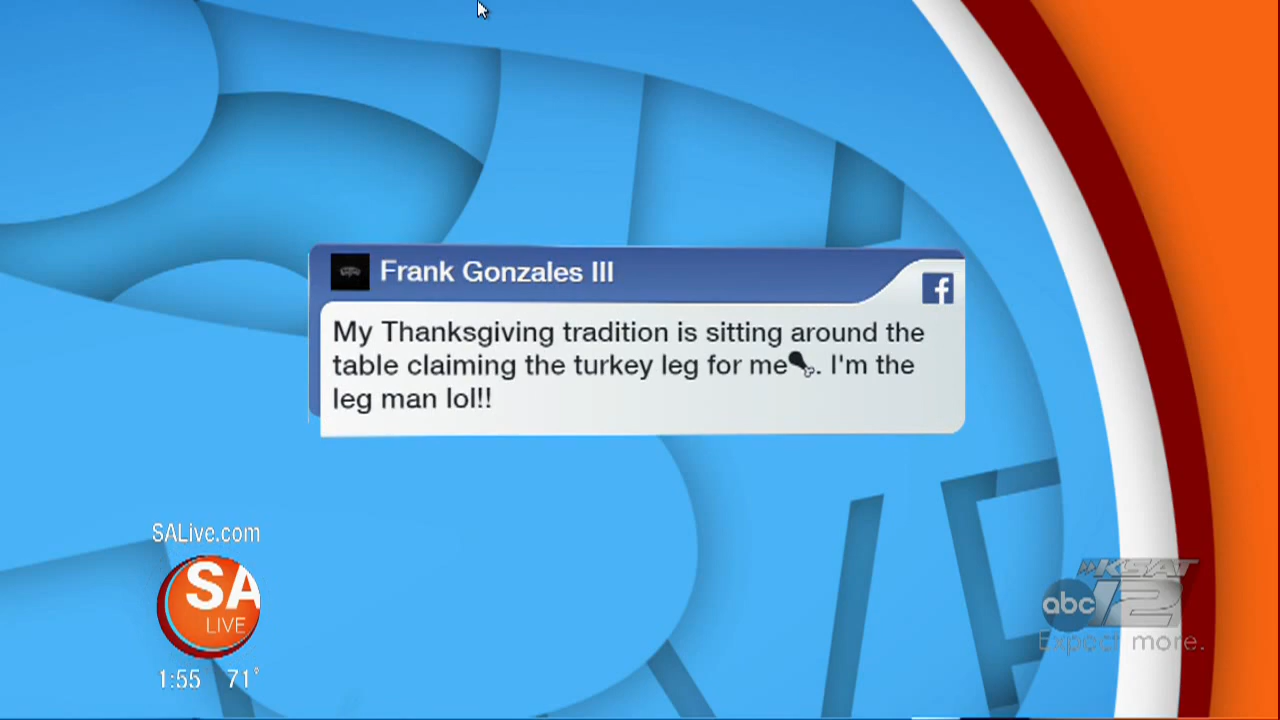 Frank Gonzales III
f
My Thanksgiving tradition is sitting around the
table claiming the turkey leg for me🍗. I'm the
leg man lol!!
SALive.com
SA
LIVE
1:55 71°
KSAT
abc 12
Expect more.